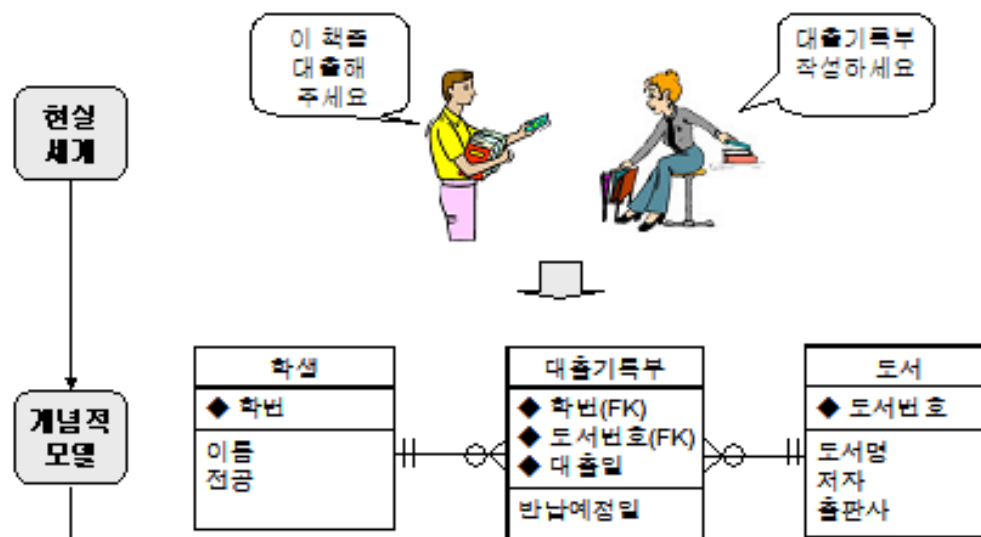 이 책좀
대출해
주세요
대출기록부
작성하세요
현실
세계
학생
◆ 학번
이름
전공
대출기록부
◆ 학번(FK)
◆ 도서번호(FK)
◆ 대출일
반납예정일
도서
◆ 도서번호
도서명
저자
출판사
개념적
모델